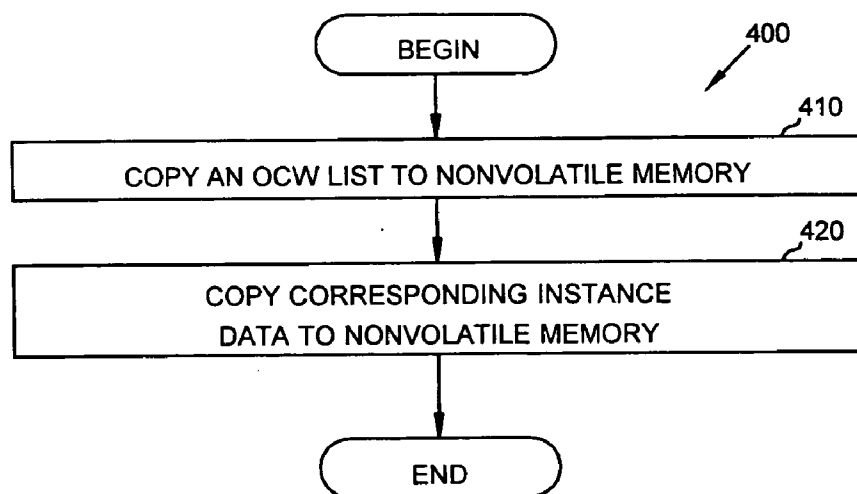 BEGIN
400
410
COPY AN OCW LIST TO NONVOLATILE MEMORY
420
COPY CORRESPONDING INSTANCE
DATA TO NONVOLATILE MEMORY
END